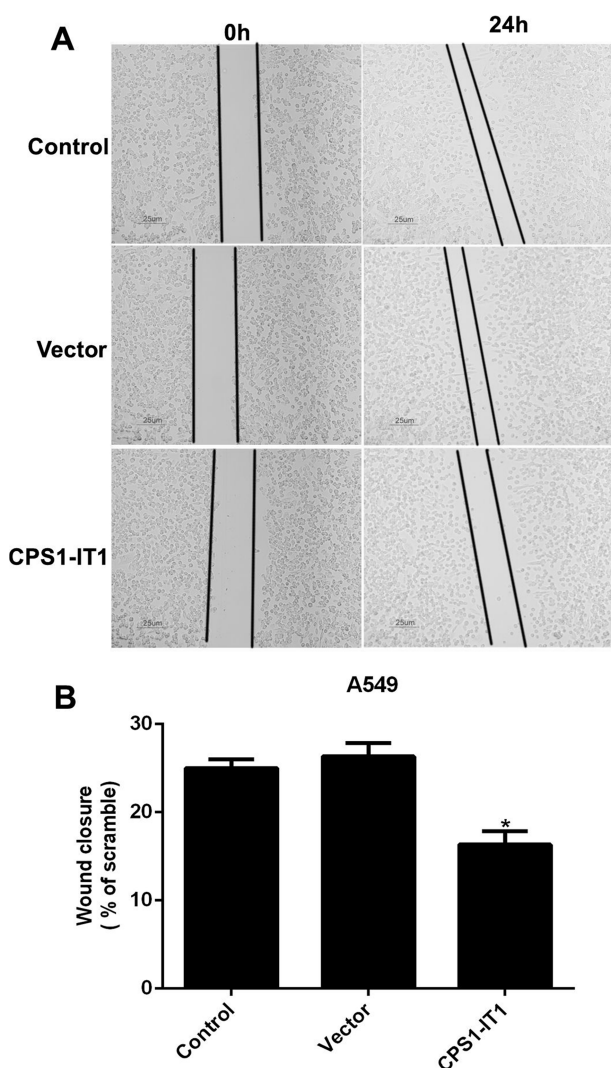 A
0h
24h
Control
25um
25um
Vector
25um
25um
CPS1-IT1
25um
25um
B
A549
Wound closure
( % of scramble)
30
20
10
0
*
Control
Vector
CPS1-IT1